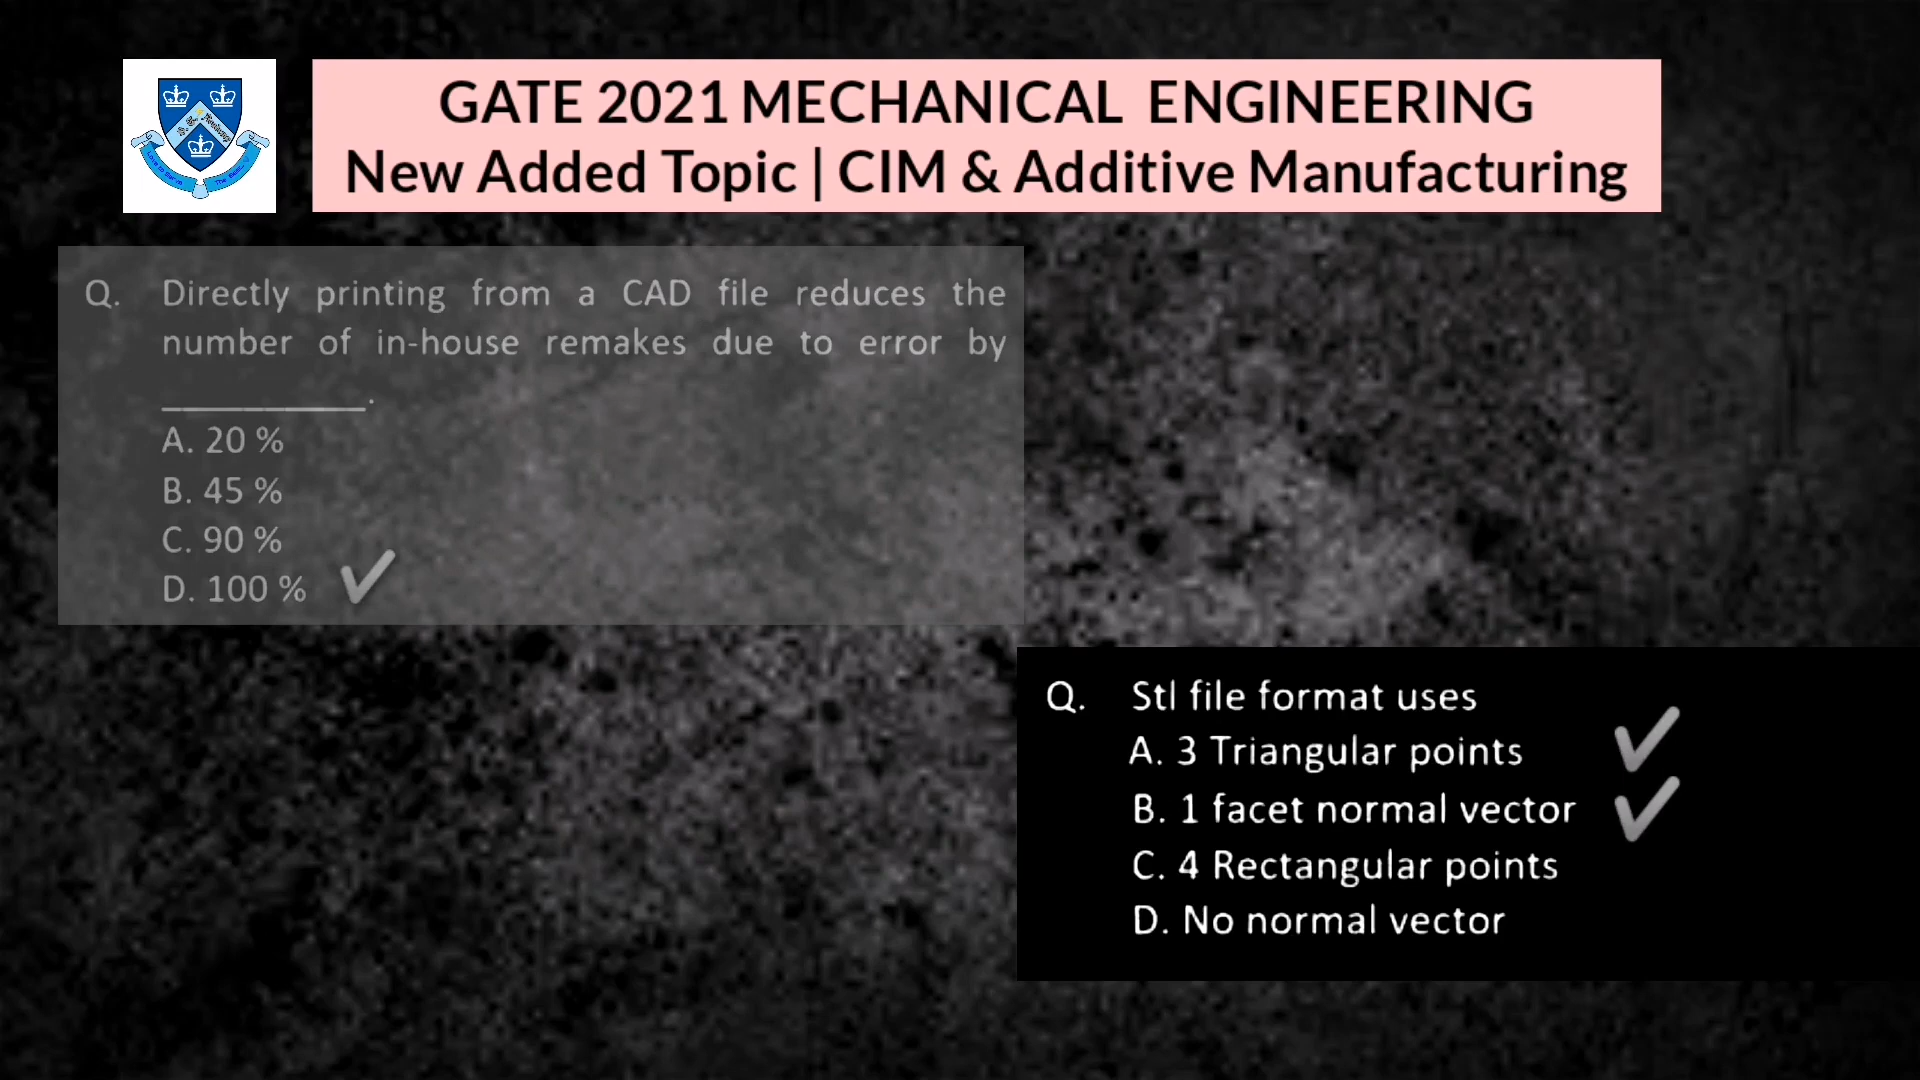 GATE 2021 MECHANICAL ENGINEERING
New Added Topic | CIM & Additive Manufacturing
Q. Directly printing from a CAD file reduces the
number of in-house remakes due to error by
__________.
A. 20 %
B. 45 %
C. 90 %
D. 100 %
Q. Stl file format uses
A. 3 Triangular points
B. 1 facet normal vector
C. 4 Rectangular points
D. No normal vector